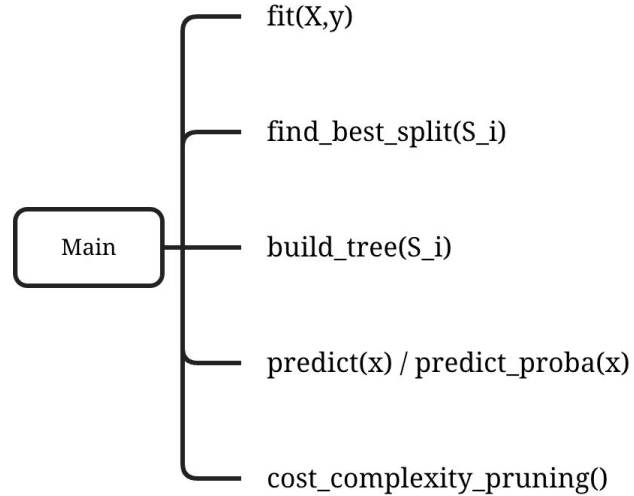 fit(X,y)
find_best_split(S_i)
Main
build_tree(S_i)
predict(x) / predict_proba(x)
cost_complexity_pruning()